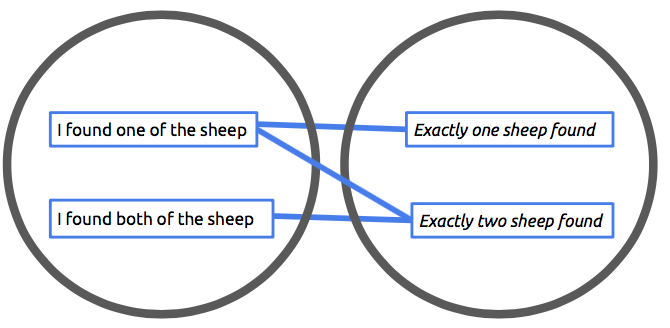 I found one of the sheep
Exactly one sheep found
I found both of the sheep
Exactly two sheep found